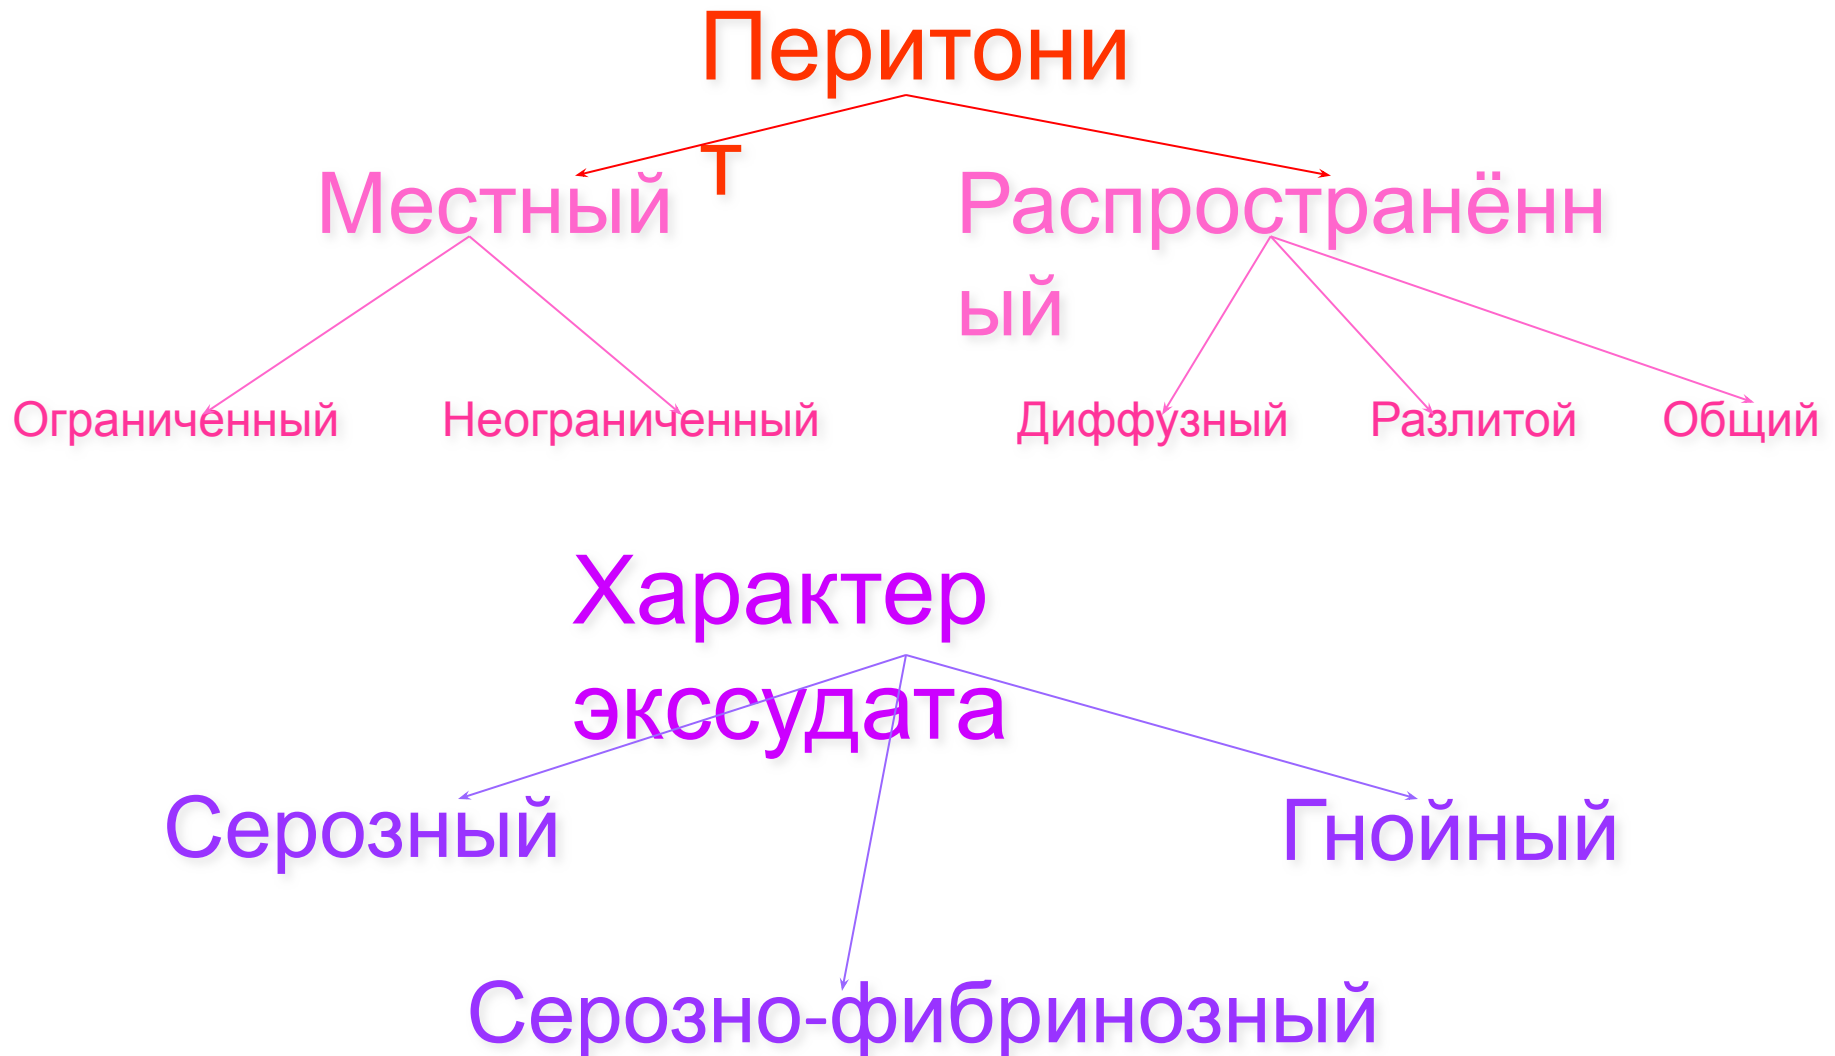 Перитони
т
Местный
Распространённ
ый
Ограниченный Неограниченный Диффузный Разлитой Общий
Характер
экссудата
Серозный
Гнойный
Серозно-фибринозный